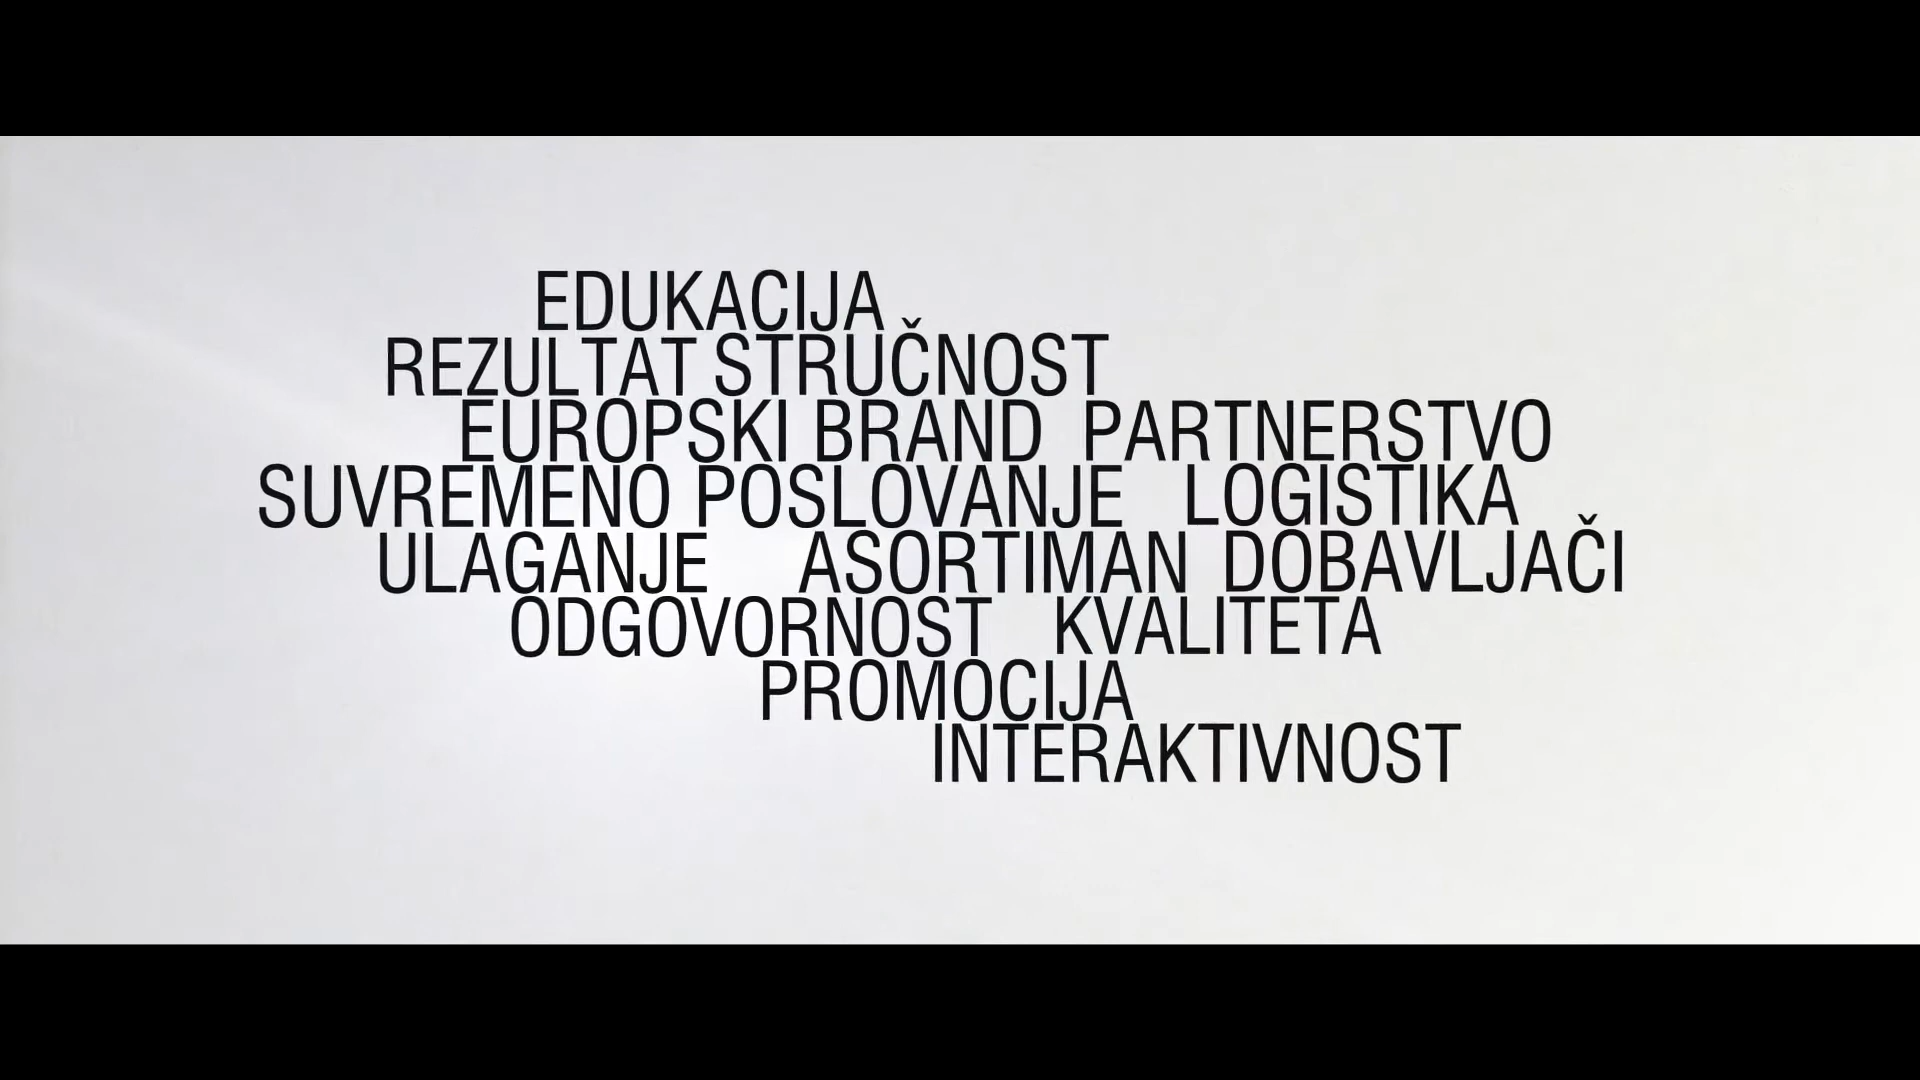 EDUKACIJA
REZULTAT STRUČNOST
EUROPSKI BRAND PARTNERSTVO
SUVREMENO POSLOVANJE LOGISTIKA
ULAGANJE ASORTIMAN DOBAVLJAČI
ODGOVORNOST KVALITETA
PROMOCIJA
INTERAKTIVNOST